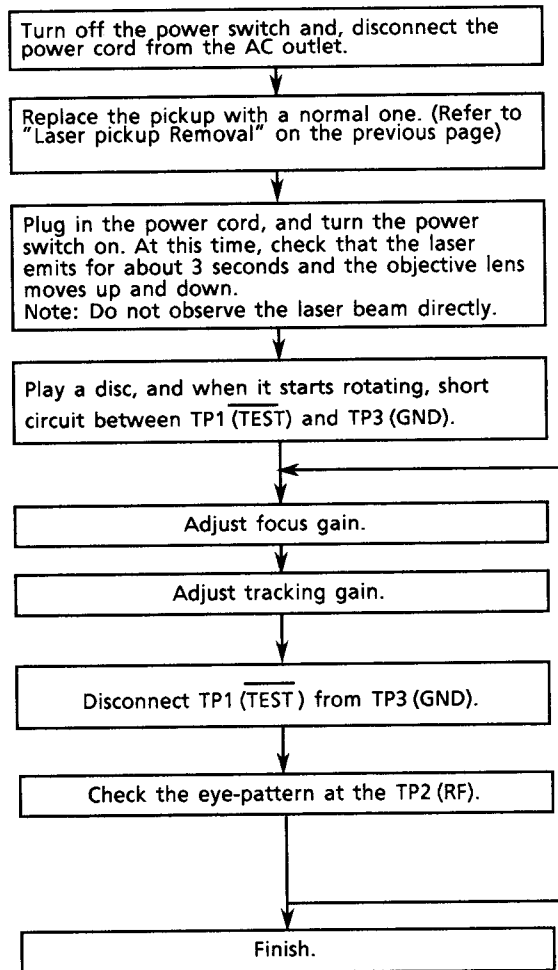 Turn off the power switch and, disconnect the
power cord from the AC outlet.
Replace the pickup with a normal one. (Refer to
"Laser pickup Removal" on the previous page)
Plug in the power cord, and turn the power
switch on. At this time, check that the laser
emits for about 3 seconds and the objective lens
moves up and down.
Note: Do not observe the laser beam directly.
Play a disc, and when it starts rotating, short
circuit between TP1 (TEST) and TP3 (GND).
Adjust focus gain.
Adjust tracking gain.
Disconnect TP1 (TEST) from TP3 (GND).
Check the eye-pattern at the TP2 (RF).
Finish.